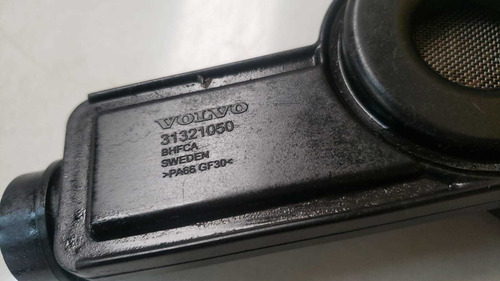 VOLVO
31321050
BHFCA
SWEDEN
>PA66 GF30<